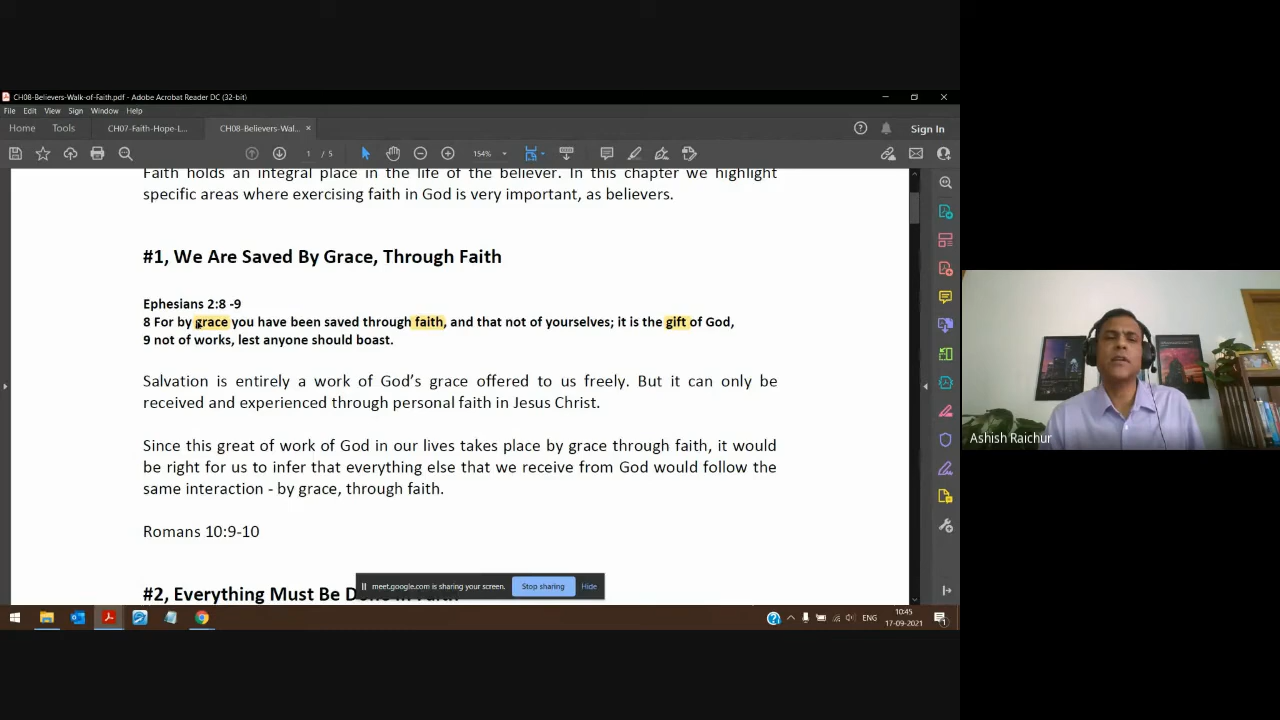 CH08-Believers-Walk-of-Faith.pdf - Adobe Acrobat Reader DC (32-bit)
File Edit View Sign Window Help
Home Tools CH07-Faith-Hope-L... CH08-Believers-Wal... × Sign In
1 / 5 154%
Faith holds an integral place in the life of the believer. In this chapter we highlight
specific areas where exercising faith in God is very important, as believers.
#1, We Are Saved By Grace, Through Faith
Ephesians 2:8 -9
8 For by grace you have been saved through faith, and that not of yourselves; it is the gift of God,
9 not of works, lest anyone should boast.
Salvation is entirely a work of God's grace offered to us freely. But it can only be
received and experienced through personal faith in Jesus Christ.
Since this great of work of God in our lives takes place by grace through faith, it would
be right for us to infer that everything else that we receive from God would follow the
same interaction - by grace, through faith.
Romans 10:9-10
#2, Everything Must Be Done in Faith
meet.google.com is sharing your screen. Stop sharing Hide
ENG
10:45
17-09-2021
Ashish Raichur